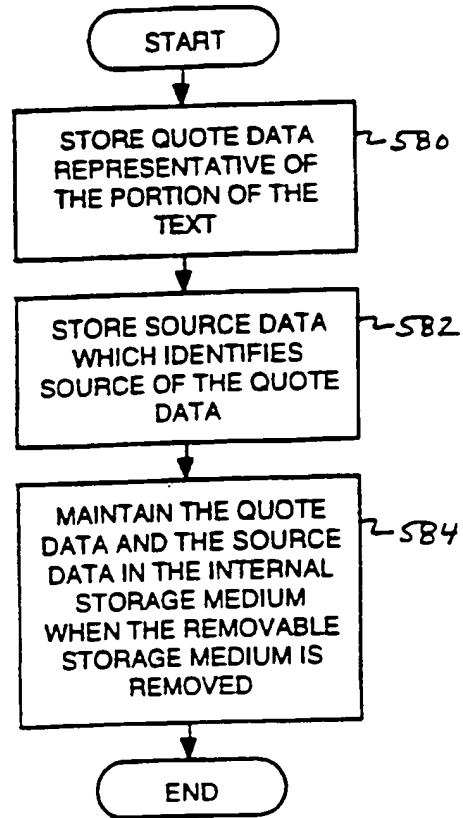 START
STORE QUOTE DATA
REPRESENTATIVE OF
THE PORTION OF THE
TEXT
580
STORE SOURCE DATA
WHICH IDENTIFIES
SOURCE OF THE QUOTE
DATA
582
MAINTAIN THE QUOTE
DATA AND THE SOURCE
DATA IN THE INTERNAL
STORAGE MEDIUM
WHEN THE REMOVABLE
STORAGE MEDIUM IS
REMOVED
584
END